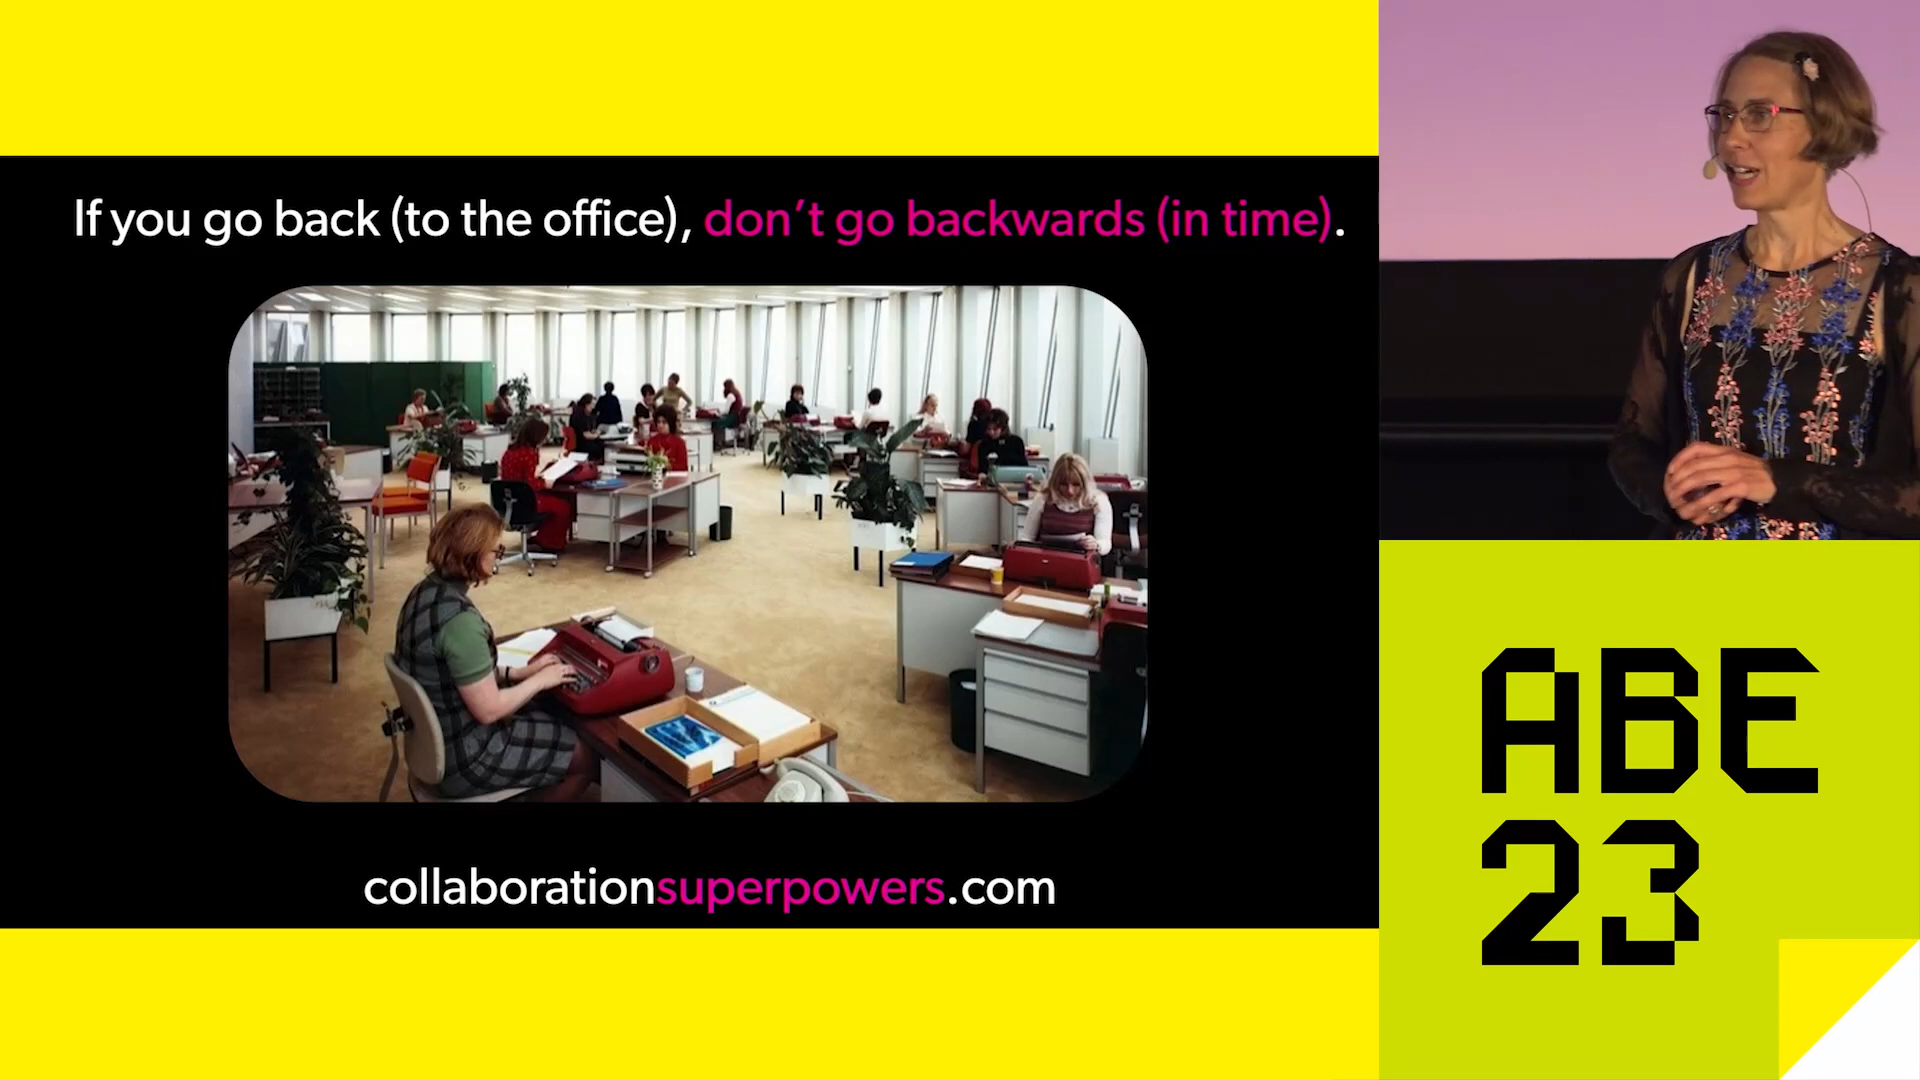 If you go back (to the office), don't go backwards (in time).
collaborationsuperpowers.com
ABE
23